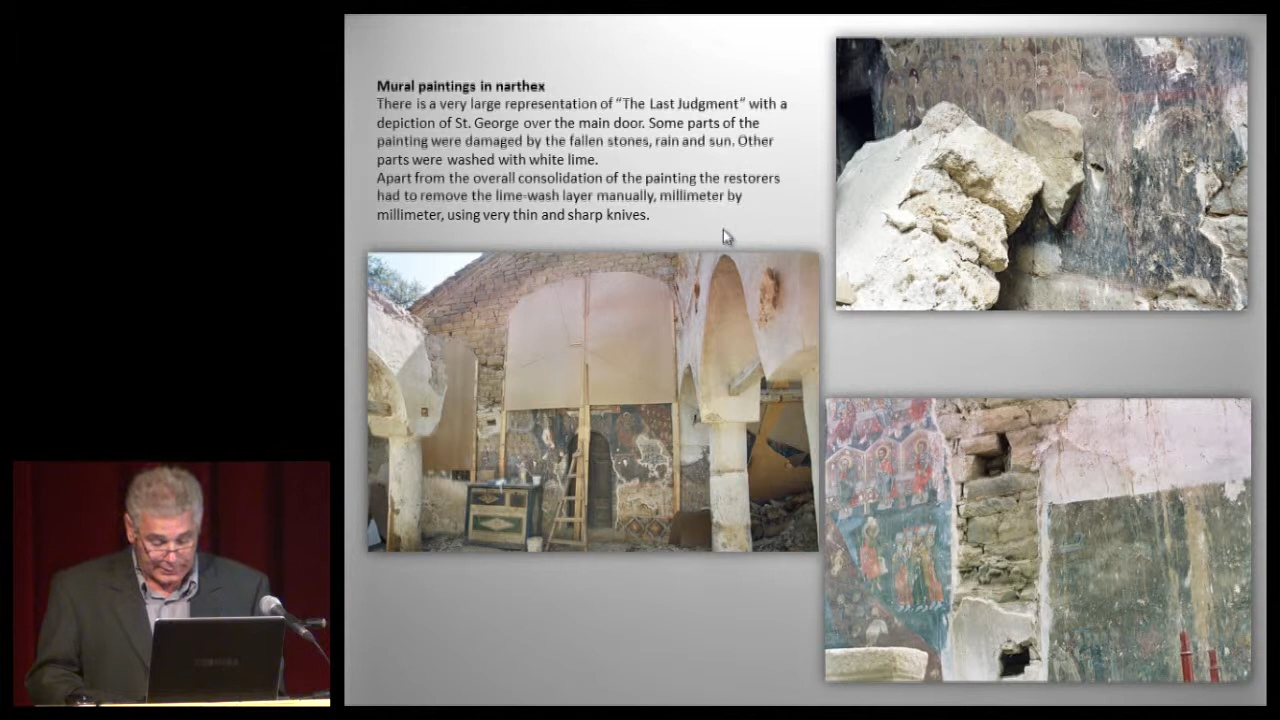 Mural paintings in narthex
There is a very large representation of “The Last Judgment” with a
depiction of St. George over the main door. Some parts of the
painting were damaged by the fallen stones, rain and sun. Other
parts were washed with white lime.
Apart from the overall consolidation of the painting the restorers
had to remove the lime-wash layer manually, millimeter by
millimeter, using very thin and sharp knives.
TOSHIBA